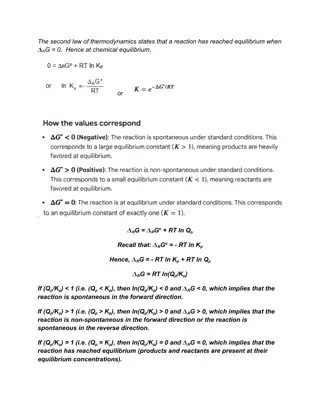 The second law of thermodynamics states that a reaction has reached equilibrium when
ΔRG = 0.  Hence at chemical equilibrium,
0 = ΔRGº + RT ln Kp
or ln Kp = - ΔRG° / RT or K = e^−ΔG°/RT
How the values correspond
• ΔG° < 0 (Negative): The reaction is spontaneous under standard conditions. This
corresponds to a large equilibrium constant (K > 1), meaning products are heavily
favored at equilibrium.
• ΔG° > 0 (Positive): The reaction is non-spontaneous under standard conditions.
This corresponds to a small equilibrium constant (K < 1), meaning reactants are
favored at equilibrium.
• ΔG° = 0: The reaction is at equilibrium under standard conditions. This corresponds
to an equilibrium constant of exactly one (K = 1).
ΔRG = ΔRGº + RT ln Qp
Recall that: ΔRGº = - RT ln Kp
Hence, ΔRG = - RT ln Kp + RT ln Qp
ΔRG = RT ln(Qp/Kp)
If (Qp/Kp) < 1 (i.e. (Qp < Kp), then ln(Qp/Kp) < 0 and ΔRG < 0, which implies that the
reaction is spontaneous in the forward direction.
If (Qp/Kp) > 1 (i.e. (Qp > Kp), then ln(Qp/Kp) > 0 and ΔRG > 0, which implies that the
reaction is non-spontaneous in the forward direction or the reaction is
spontaneous in the reverse direction.
If (Qp/Kp) = 1 (i.e. (Qp = Kp), then ln(Qp/Kp) = 0 and ΔRG = 0, which implies that the
reaction has reached equilibrium (products and reactants are present at their
equilibrium concentrations).